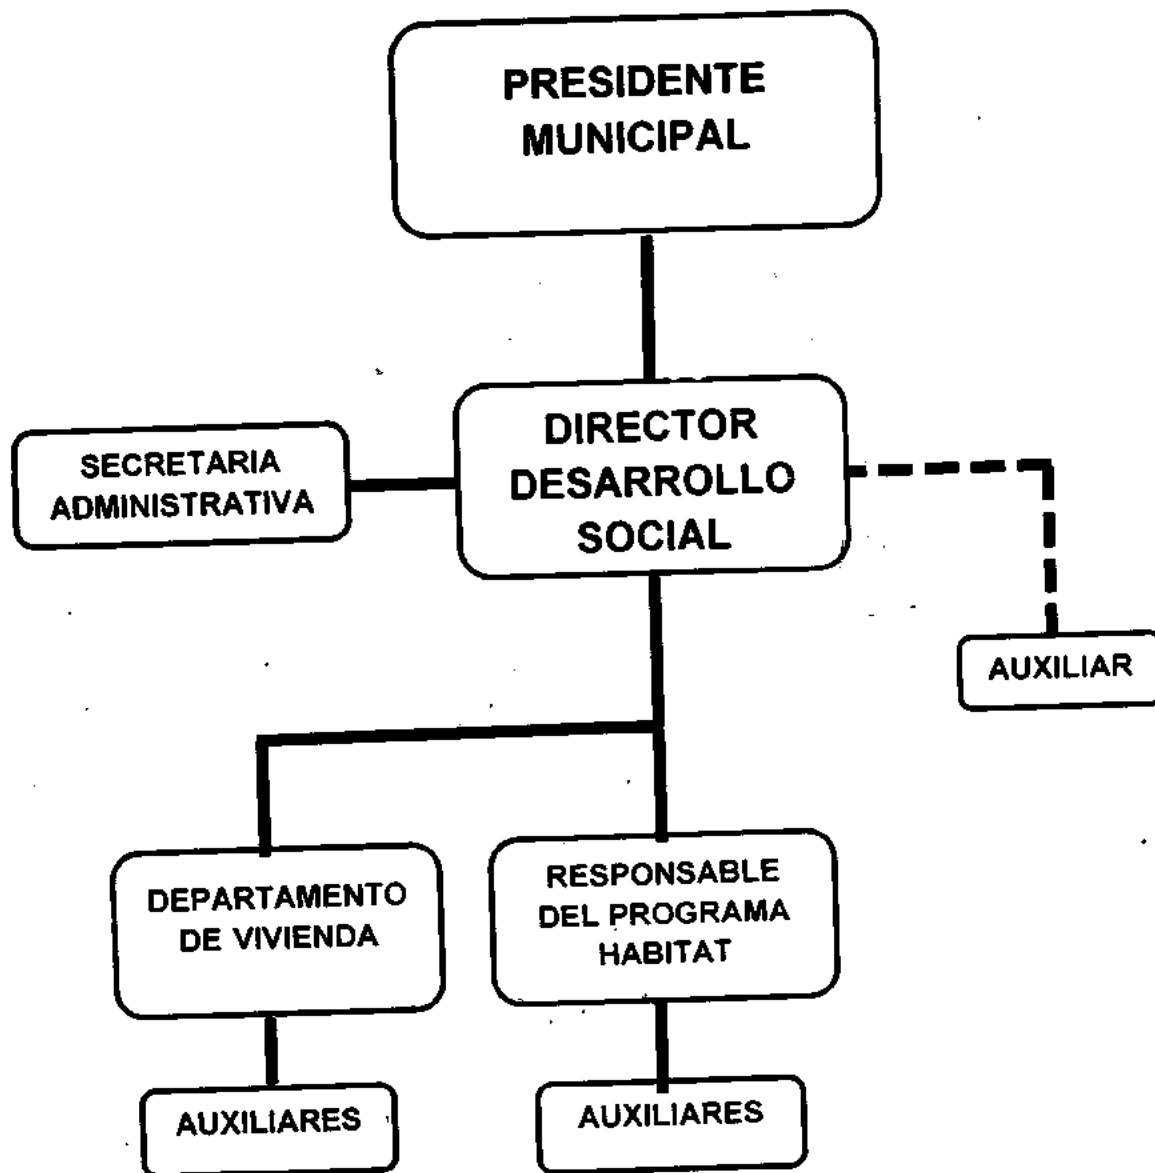 PRESIDENTE
MUNICIPAL
DIRECTOR
DESARROLLO
SOCIAL
SECRETARIA
ADMINISTRATIVA
AUXILIAR
DEPARTAMENTO
DE VIVIENDA
RESPONSABLE
DEL PROGRAMA
HABITAT
AUXILIARES
AUXILIARES